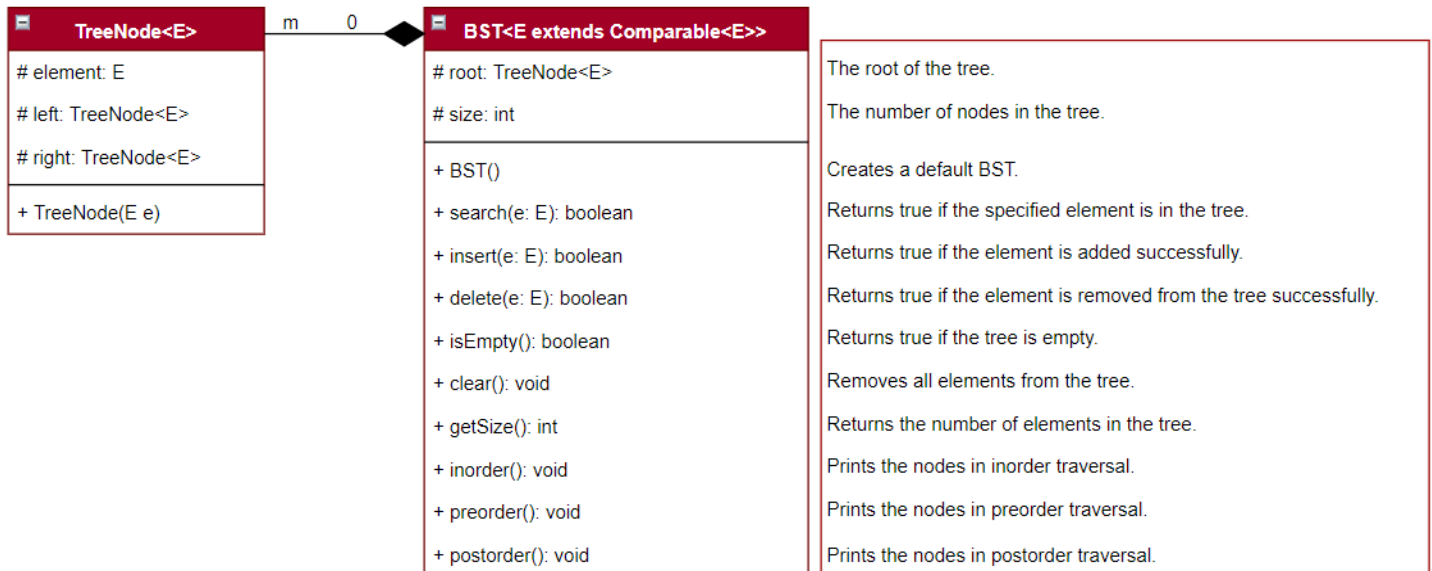 TreeNode<E>
# element: E
# left: TreeNode<E>
# right: TreeNode<E>
+ TreeNode(E e)
m 0
BST<E extends Comparable<E>>
# root: TreeNode<E>
# size: int
+ BST()
+ search(e: E): boolean
+ insert(e: E): boolean
+ delete(e: E): boolean
+ isEmpty(): boolean
+ clear(): void
+ getSize(): int
+ inorder(): void
+ preorder(): void
+ postorder(): void
The root of the tree.
The number of nodes in the tree.
Creates a default BST.
Returns true if the specified element is in the tree.
Returns true if the element is added successfully.
Returns true if the element is removed from the tree successfully.
Returns true if the tree is empty.
Removes all elements from the tree.
Returns the number of elements in the tree.
Prints the nodes in inorder traversal.
Prints the nodes in preorder traversal.
Prints the nodes in postorder traversal.